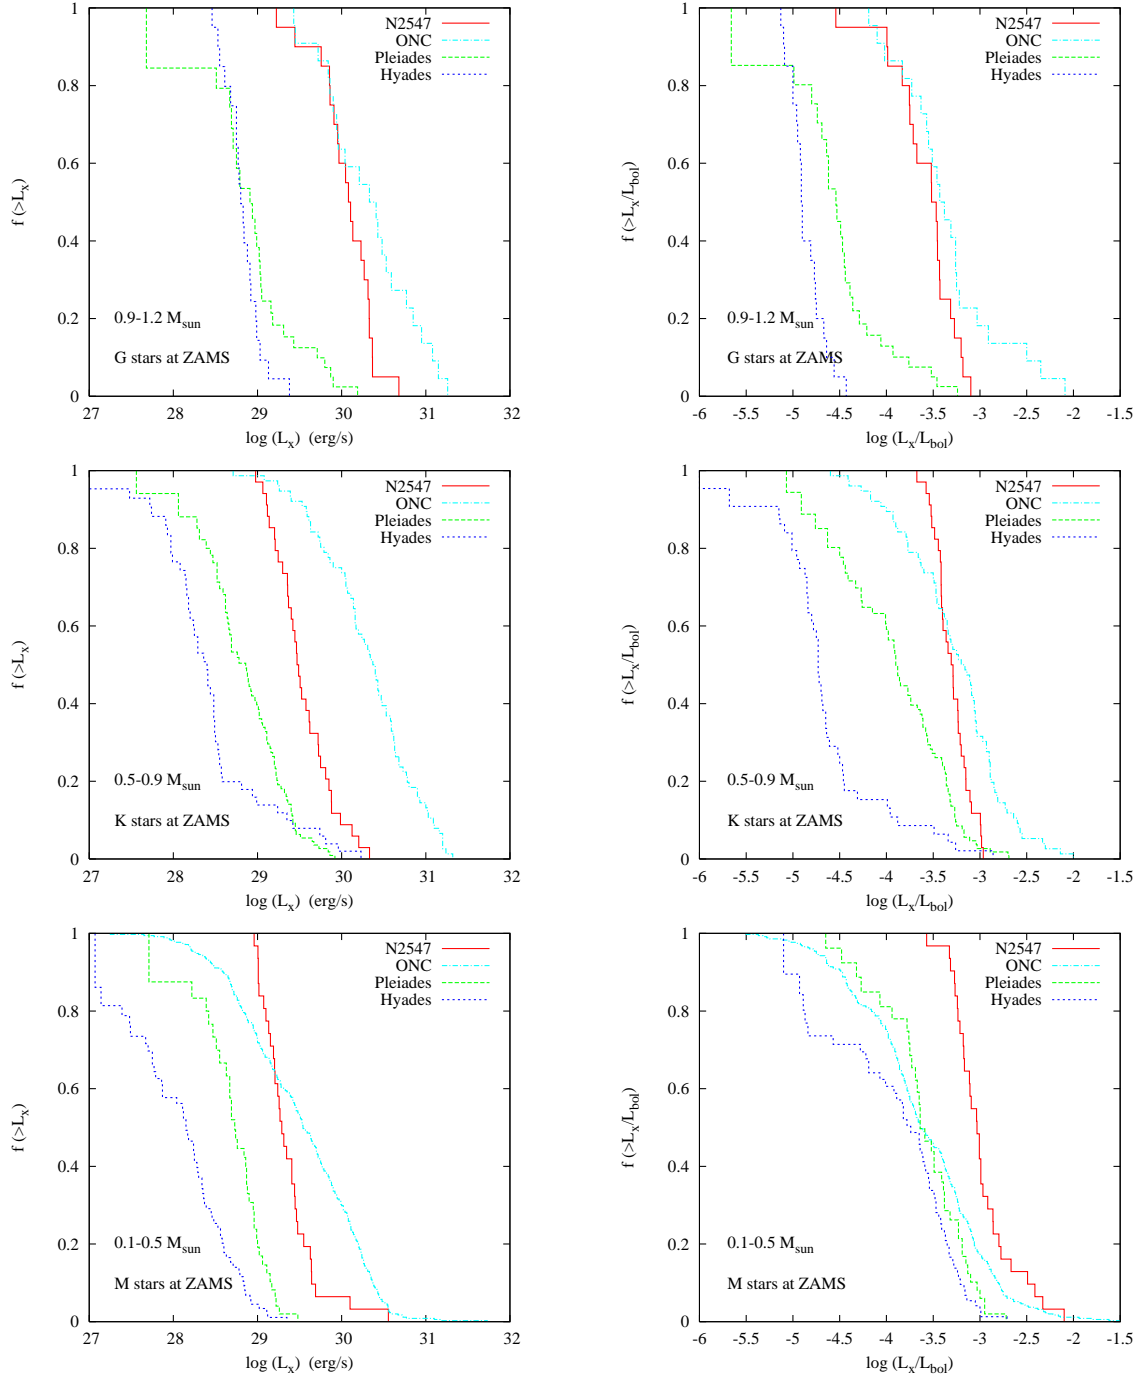 N2547
ONC
Pleiades
Hyades
1
0.8
0.6
0.4
0.2
0
f (>L_x)
0.9-1.2 M_sun
G stars at ZAMS
27 28 29 30 31 32
log (L_x) (erg/s)
N2547
ONC
Pleiades
Hyades
1
0.8
0.6
0.4
0.2
0
f (>L_x/L_bol)
0.9-1.2 M_sun
G stars at ZAMS
-6 -5.5 -5 -4.5 -4 -3.5 -3 -2.5 -2 -1.5
log (L_x/L_bol)
N2547
ONC
Pleiades
Hyades
1
0.8
0.6
0.4
0.2
0
f (>L_x)
0.5-0.9 M_sun
K stars at ZAMS
27 28 29 30 31 32
log (L_x) (erg/s)
N2547
ONC
Pleiades
Hyades
1
0.8
0.6
0.4
0.2
0
f (>L_x/L_bol)
0.5-0.9 M_sun
K stars at ZAMS
-6 -5.5 -5 -4.5 -4 -3.5 -3 -2.5 -2 -1.5
log (L_x/L_bol)
N2547
ONC
Pleiades
Hyades
1
0.8
0.6
0.4
0.2
0
f (>L_x)
0.1-0.5 M_sun
M stars at ZAMS
27 28 29 30 31 32
log (L_x) (erg/s)
N2547
ONC
Pleiades
Hyades
1
0.8
0.6
0.4
0.2
0
f (>L_x/L_bol)
0.1-0.5 M_sun
M stars at ZAMS
-6 -5.5 -5 -4.5 -4 -3.5 -3 -2.5 -2 -1.5
log (L_x/L_bol)